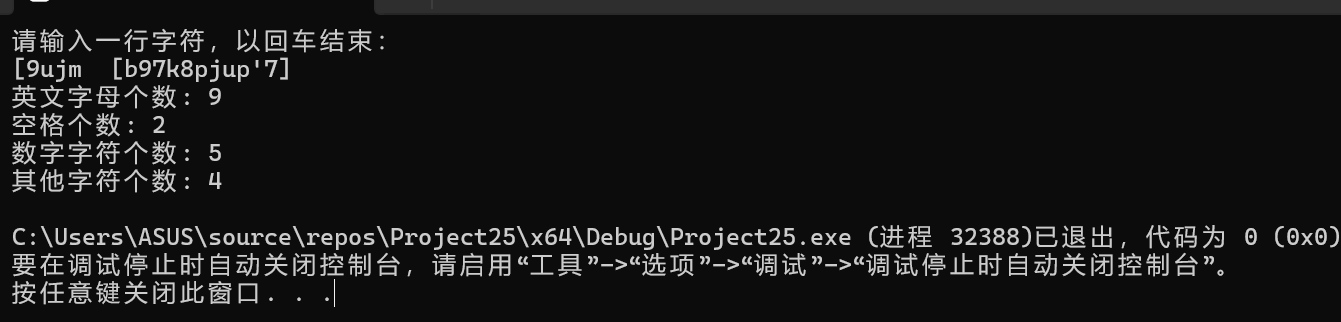 请输入一行字符，以回车结束：
[9ujm  [b97k8pjup'7]
英文字母个数：9
空格个数：2
数字字符个数：5
其他字符个数：4
C:\Users\ASUS\source\repos\Project25\x64\Debug\Project25.exe (进程 32388)已退出，代码为 0 (0x0)
要在调试停止时自动关闭控制台，请启用“工具”->“选项”->“调试”->“调试停止时自动关闭控制台”。
按任意键关闭此窗口. . .